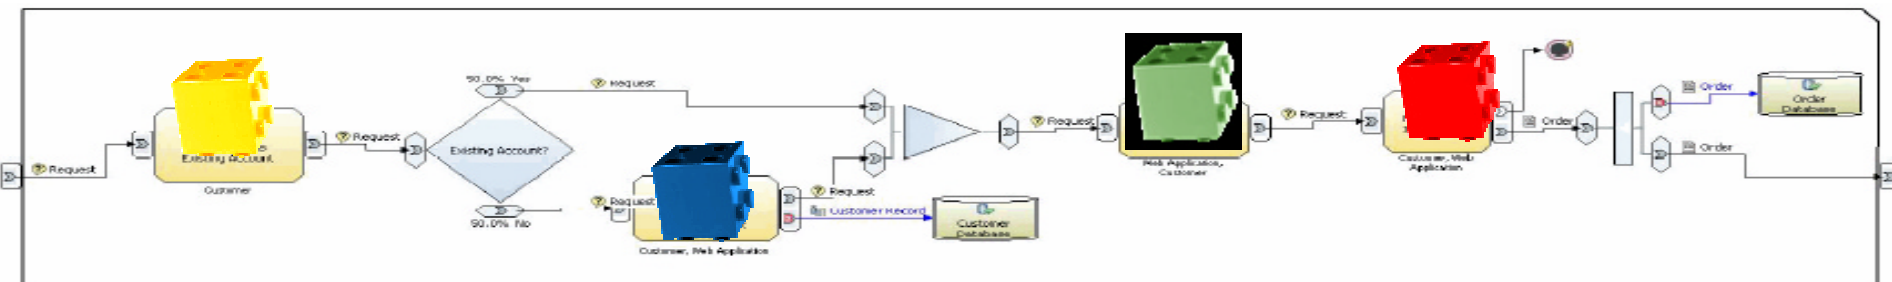 Request
Existing Account
Customer
Request
50.0% Yes
Existing Account?
50.0% No
Request
Request
Customer, Web Application
Request
Customer Record
Customer
Database
Request
Web Application,
Customer
Request
Customer, Web
Application
Order
Order
Order
Database
Order